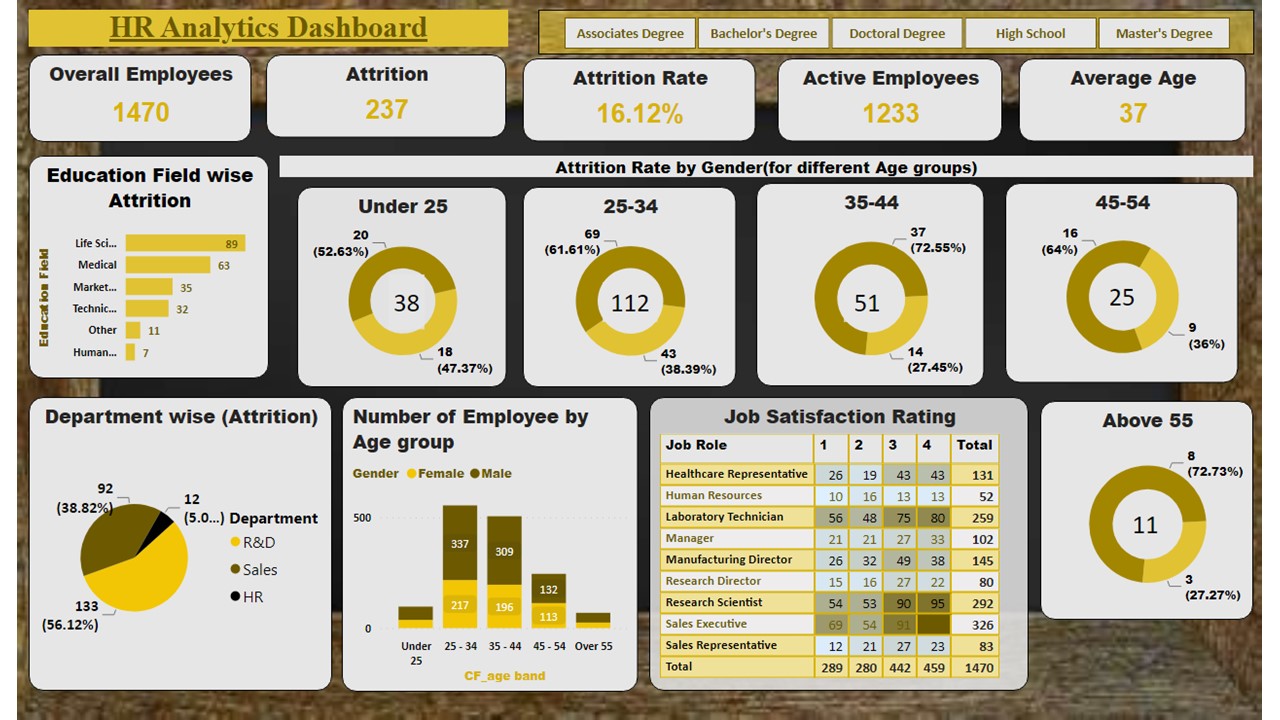 HR Analytics Dashboard
Associates Degree
Bachelor's Degree
Doctoral Degree
High School
Master's Degree
Overall Employees
1470
Attrition
237
Attrition Rate
16.12%
Active Employees
1233
Average Age
37
Education Field wise
Attrition
Education Field
Life Sci... 89
Medical 63
Market... 35
Technic... 32
Other 11
Human... 7
Attrition Rate by Gender(for different Age groups)
Under 25
20
(52.63%)
38
18
(47.37%)
25-34
69
(61.61%)
112
43
(38.39%)
35-44
37
(72.55%)
51
14
(27.45%)
45-54
16
(64%)
25
9
(36%)
Department wise (Attrition)
92
(38.82%)
12
(5.0...)
133
(56.12%)
Department
R&D
Sales
HR
Number of Employee by
Age group
Gender Female Male
500
0
337
217
309
196
132
113
Under
25
25 - 34
35 - 44
45 - 54
Over 55
CF_age band
Job Satisfaction Rating
Job Role 1 2 3 4 Total
Healthcare Representative 26 19 43 43 131
Human Resources 10 16 13 13 52
Laboratory Technician 56 48 75 80 259
Manager 21 21 27 33 102
Manufacturing Director 26 32 49 38 145
Research Director 15 16 27 22 80
Research Scientist 54 53 90 95 292
Sales Executive 69 54 91 326
Sales Representative 12 21 27 23 83
Total 289 280 442 459 1470
Above 55
8
(72.73%)
11
3
(27.27%)